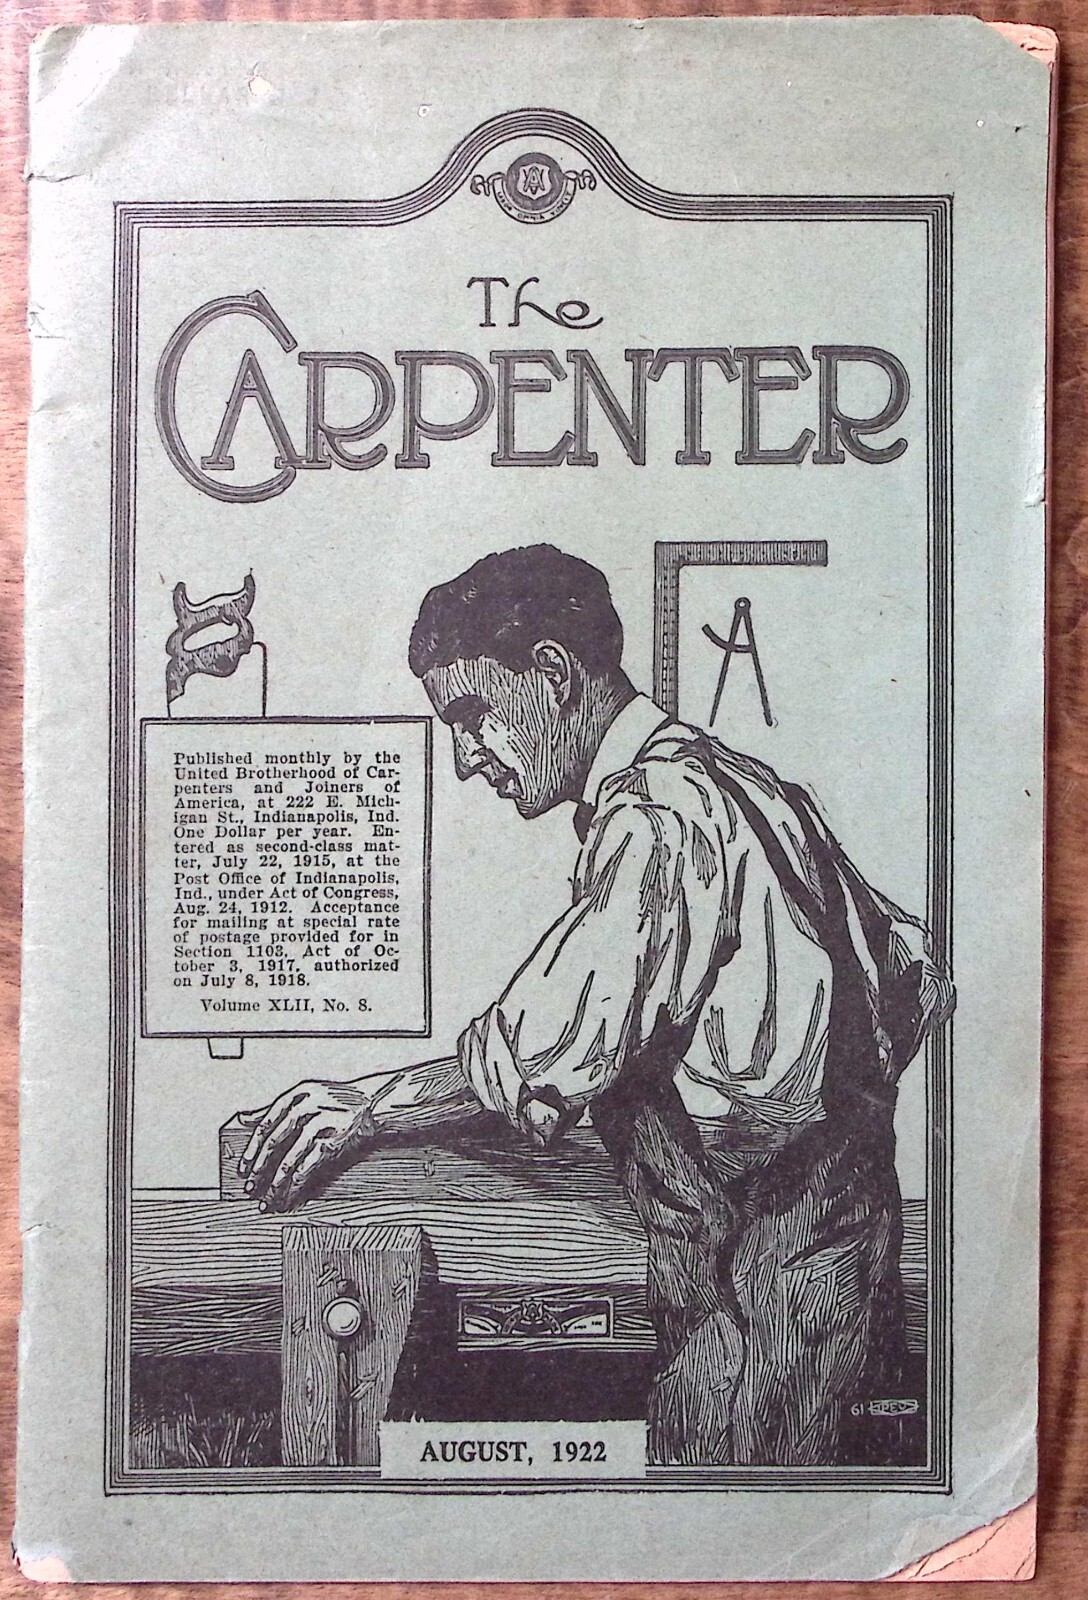 LABOR OMNIA VINCIT
The
CARPENTER
Published monthly by the
United Brotherhood of Car-
penters and Joiners of
America, at 222 E. Mich-
igan St., Indianapolis, Ind.
One Dollar per year. En-
tered as second-class mat-
ter, July 22, 1915, at the
Post Office of Indianapolis,
Ind., under Act of Congress,
Aug. 24, 1912. Acceptance
for mailing at special rate
of postage provided for in
Section 1103, Act of Oc-
tober 3, 1917, authorized
on July 8, 1918.
Volume XLII, No. 8.
61
AUGUST, 1922